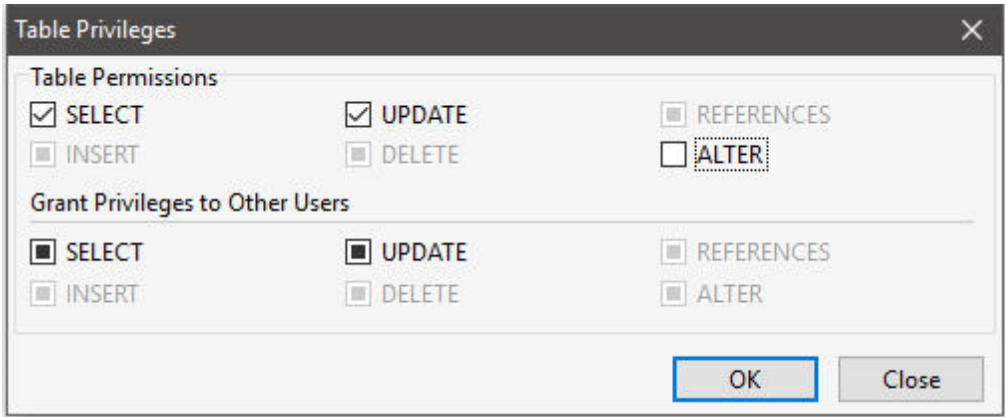 Table Privileges
Table Permissions
SELECT UPDATE REFERENCES
INSERT DELETE ALTER
Grant Privileges to Other Users
SELECT UPDATE REFERENCES
INSERT DELETE ALTER
OK Close